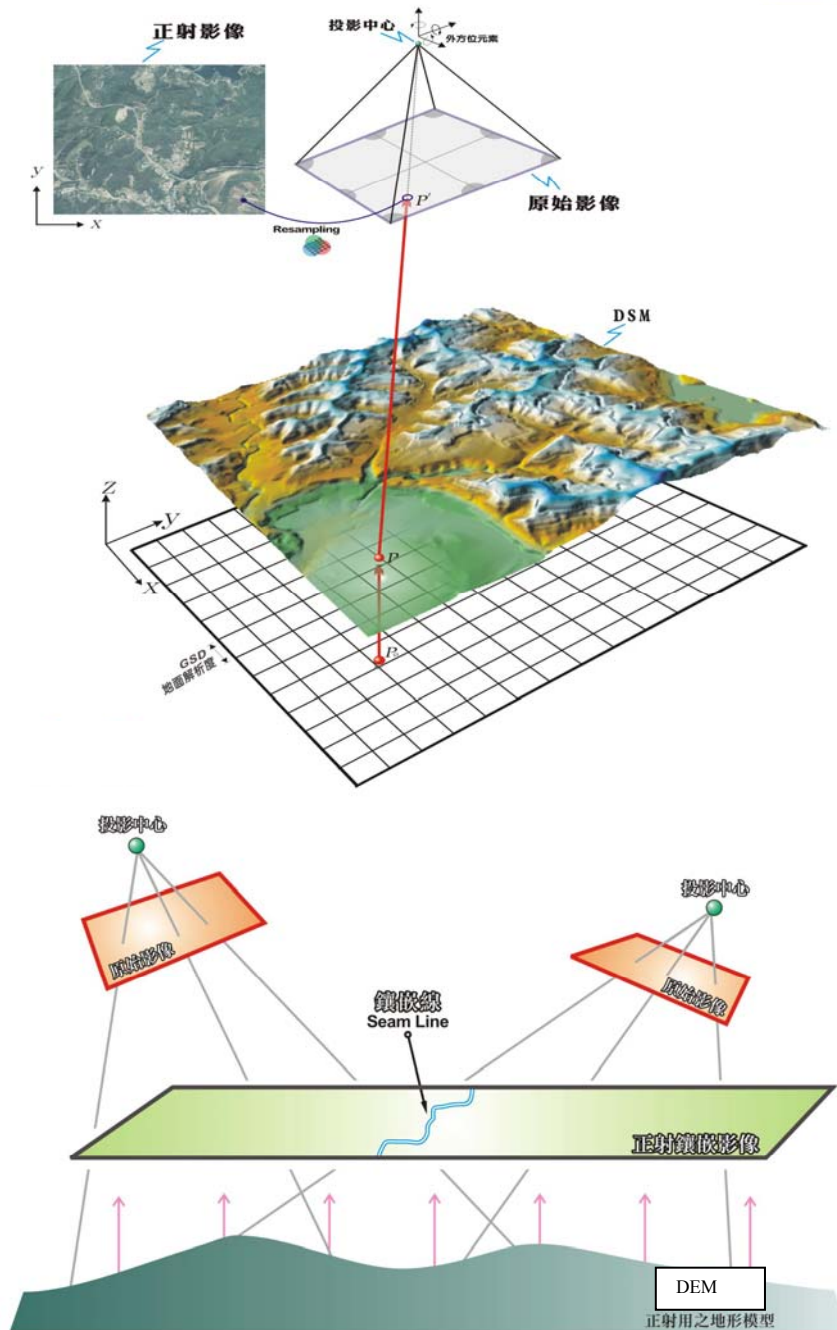 正射影像
投影中心
外方位元素
y
x
P'
原始影像
Resampling
DSM
Z
y
X
P
P₀
GSD
地面解析度
投影中心
投影中心
原始影像
原始影像
鑲嵌線
Seam Line
正射鑲嵌影像
DEM
正射用之地形模型